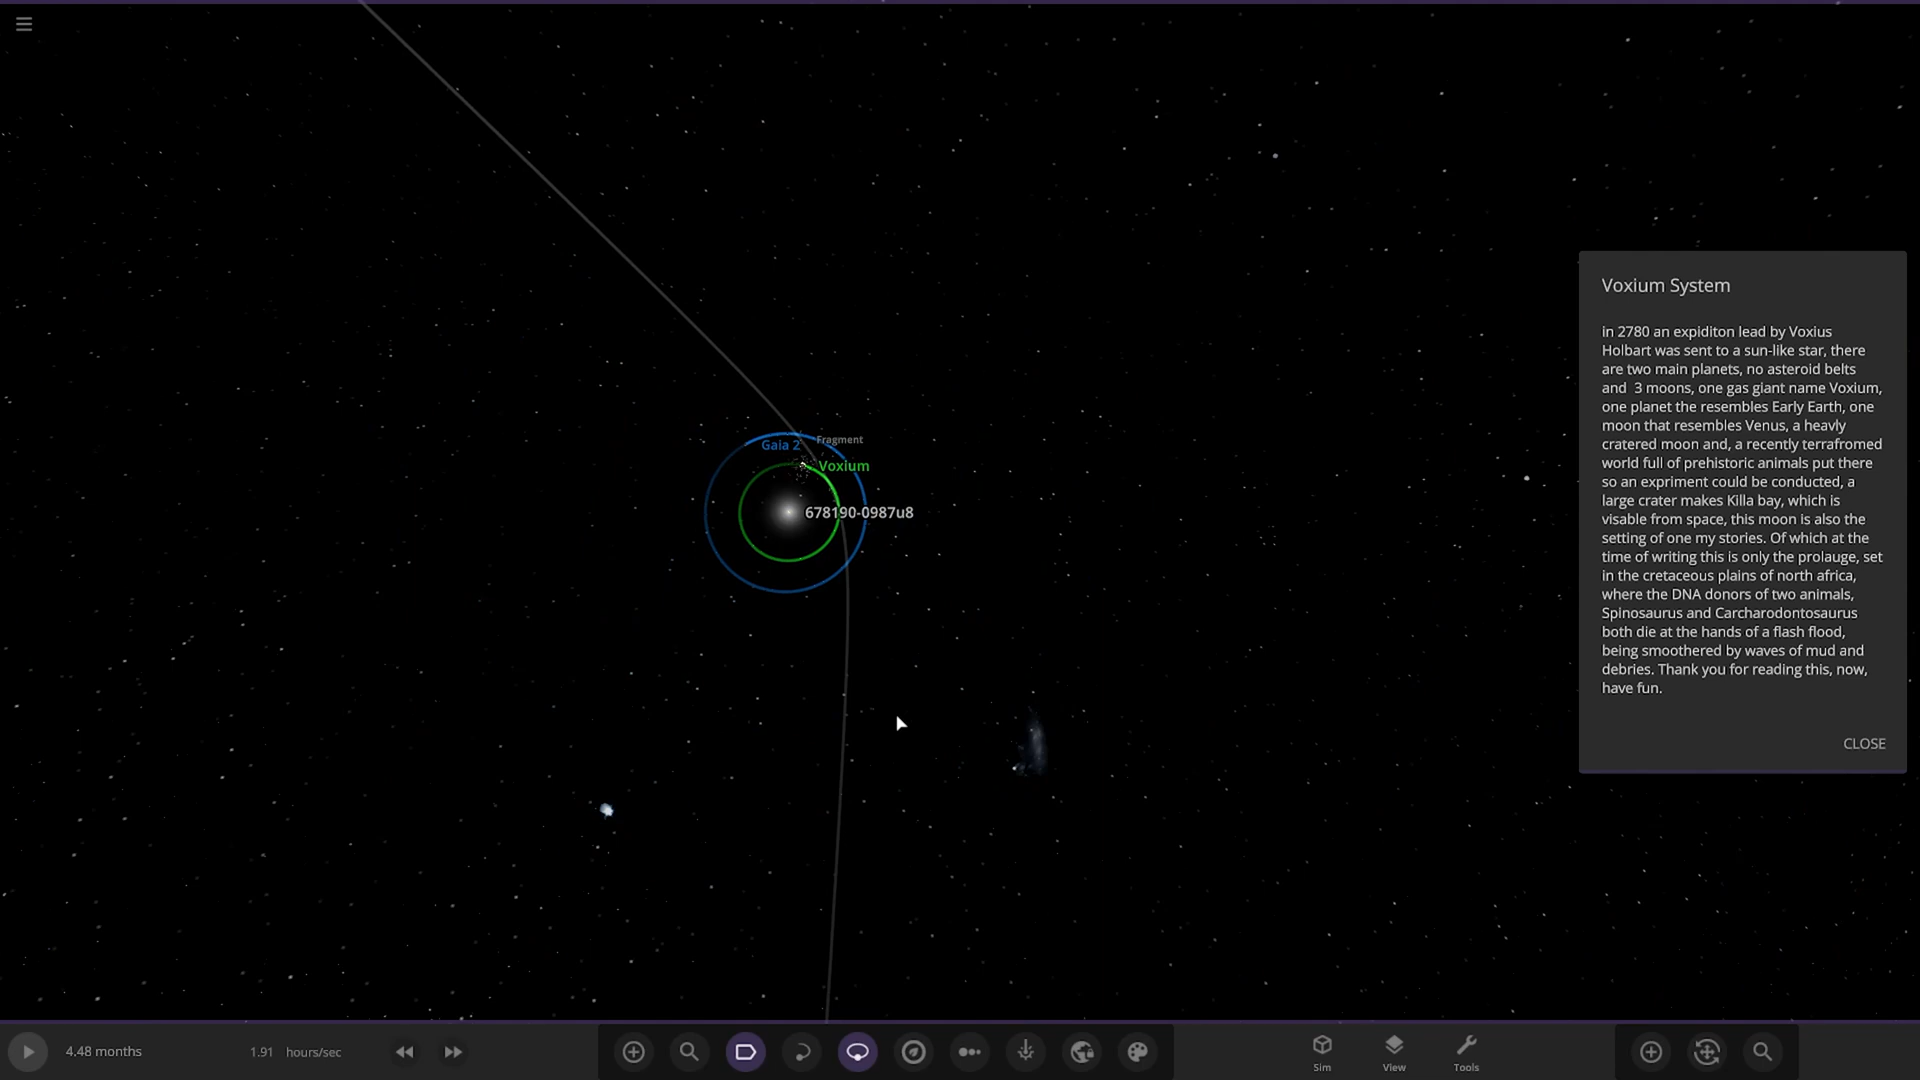 Gaia 2
Fragment
Voxium
678190-0987u8
Voxium System
in 2780 an expiditon lead by Voxius
Holbart was sent to a sun-like star, there
are two main planets, no asteroid belts
and  3 moons, one gas giant name Voxium,
one planet the resembles Early Earth, one
moon that resembles Venus, a heavly
cratered moon and, a recently terrafromed
world full of prehistoric animals put there
so an expriment could be conducted, a
large crater makes Killa bay, which is
visable from space, this moon is also the
setting of one my stories. Of which at the
time of writing this is only the prolauge, set
in the cretaceous plains of north africa,
where the DNA donors of two animals,
Spinosaurus and Carcharodontosaurus
both die at the hands of a flash flood,
being smoothered by waves of mud and
debries. Thank you for reading this, now,
have fun.
CLOSE
4.48 months
1.91 hours/sec
Sim
View
Tools